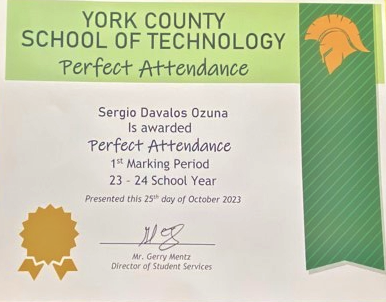 YORK COUNTY
SCHOOL OF TECHNOLOGY
Perfect Attendance
Sergio Davalos Ozuna
Is awarded
Perfect Attendance
1st Marking Period
23 - 24 School Year
Presented this 25th day of October 2023
Mr. Gerry Mentz
Director of Student Services